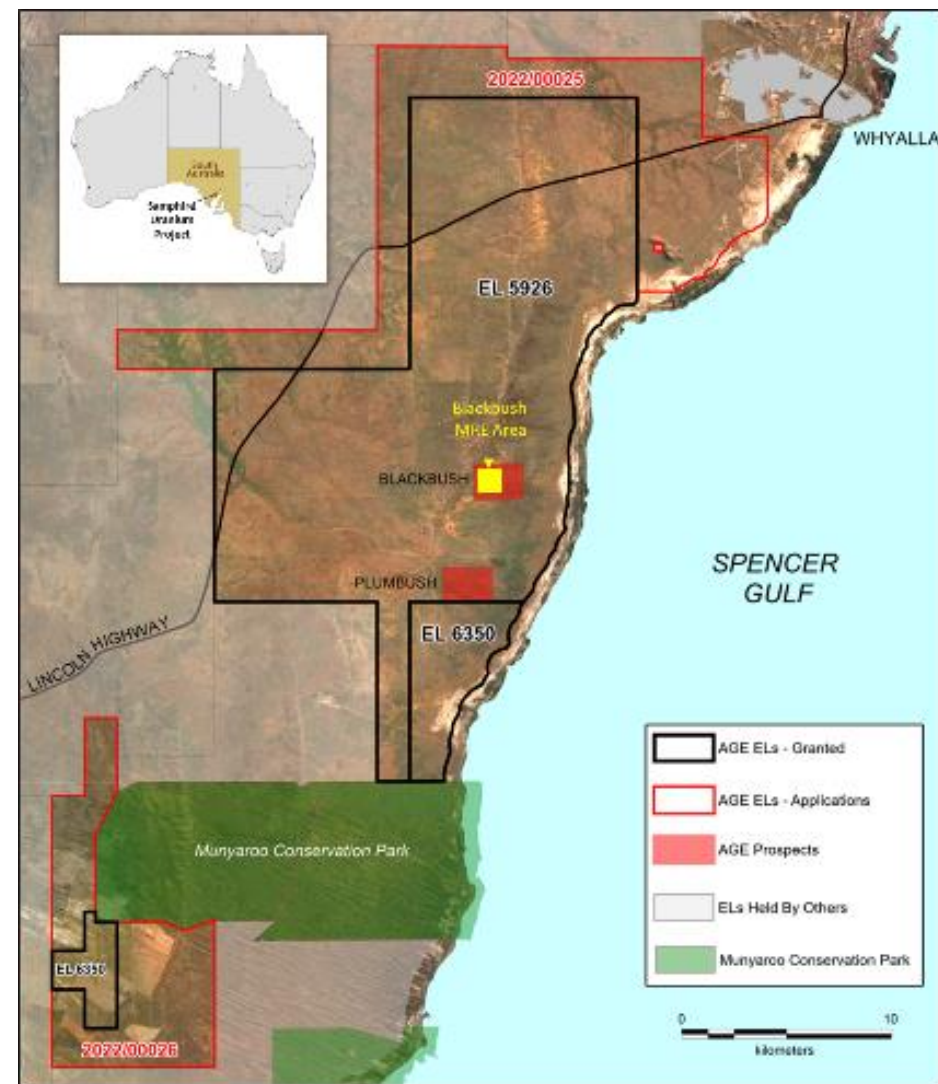 2022/00025
South
Australia
Samphire
Uranium
Project
WHYALLA
EL 5926
Blackbush
MRE Area
BLACKBUSH
SPENCER
GULF
PLUMBUSH
EL 6350
LINCOLN HIGHWAY
AGE ELs - Granted
AGE ELs - Applications
AGE Prospects
ELs Held By Others
Munyaroo Conservation Park
Munyaroo Conservation Park
EL 6350
2022/00026
0 10
kilometers